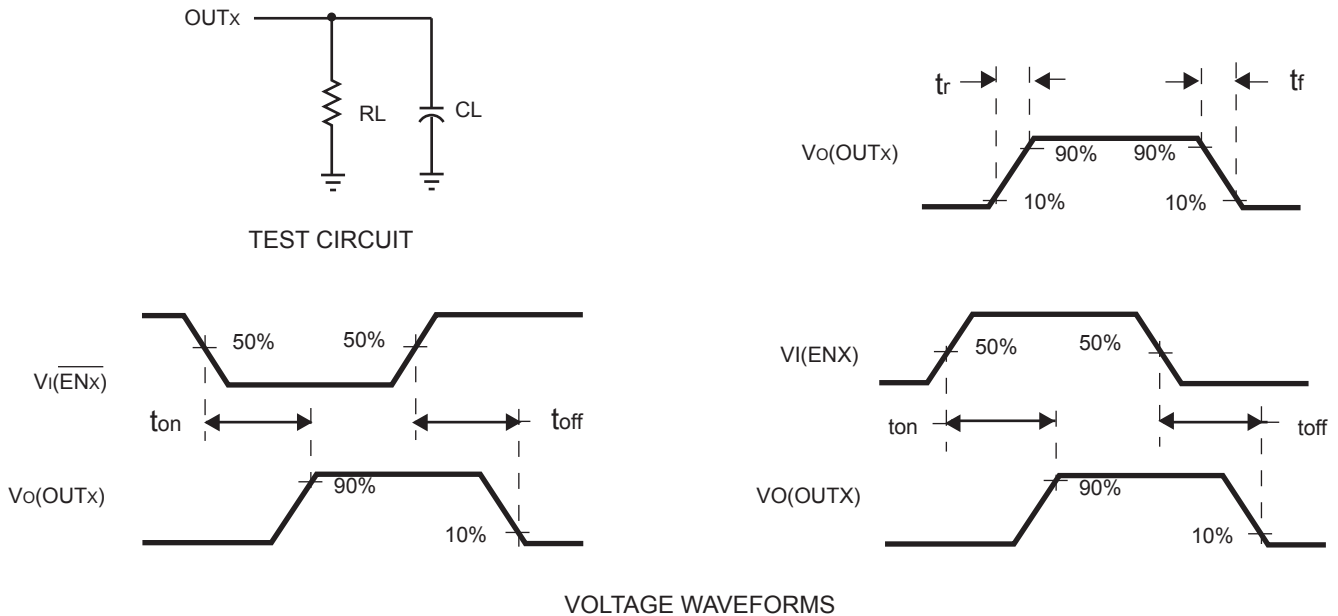 OUTx
RL
CL
TEST CIRCUIT
tr
tf
VO(OUTx)
90%
90%
10%
10%
VI(ENx)
50%
50%
ton
toff
VO(OUTx)
90%
10%
VI(ENX)
50%
50%
ton
toff
VO(OUTX)
90%
10%
VOLTAGE WAVEFORMS